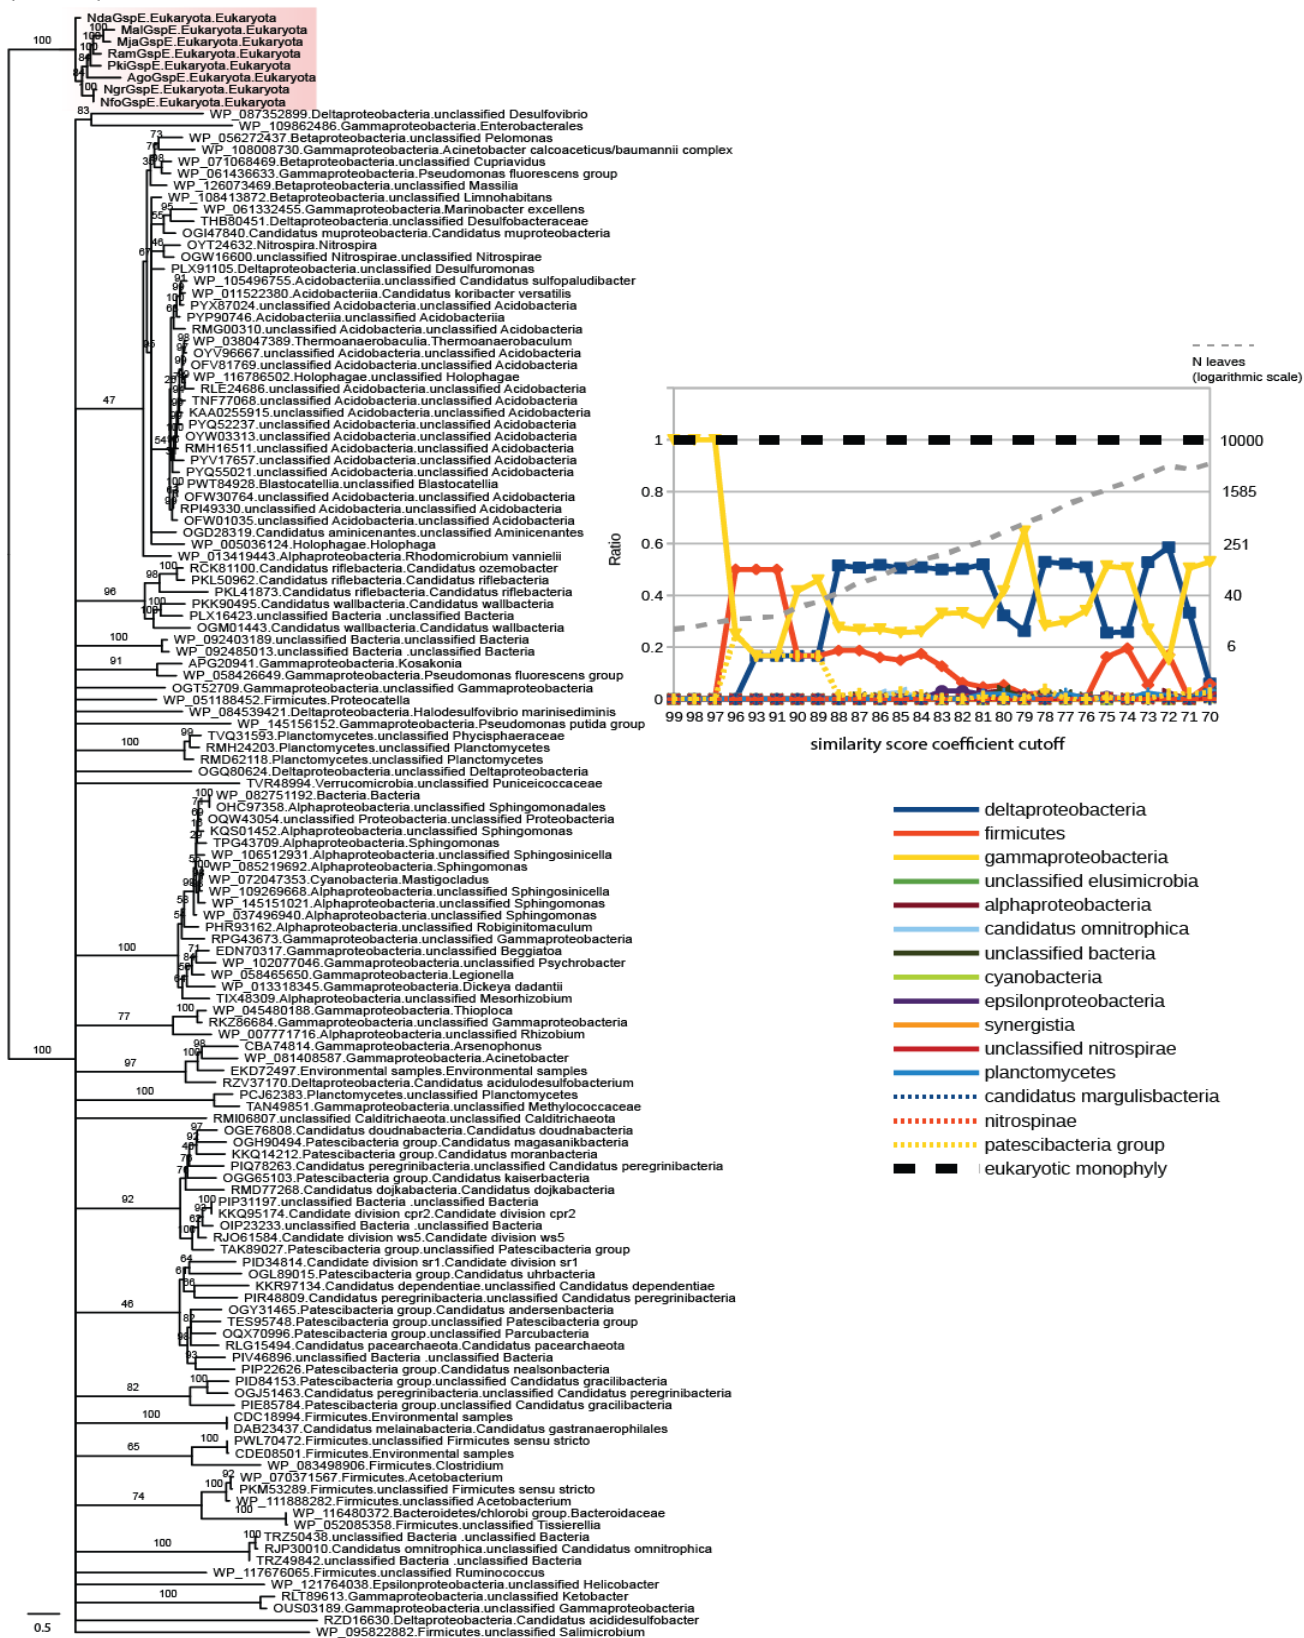 NdaGspE.Eukaryota.Eukaryota
MalGspE.Eukaryota.Eukaryota
MjaGspE.Eukaryota.Eukaryota
RamGspE.Eukaryota.Eukaryota
PkiGspE.Eukaryota.Eukaryota
AgoGspE.Eukaryota.Eukaryota
NgrGspE.Eukaryota.Eukaryota
NfoGspE.Eukaryota.Eukaryota
WP_087352899.Deltaproteobacteria.unclassified Desulfovibrio
WP_109862486.Gammaproteobacteria.Enterobacterales
WP_056272437.Betaproteobacteria.unclassified Pelomonas
WP_108008730.Gammaproteobacteria.Acinetobacter calcoaceticus/baumannii complex
WP_071068469.Betaproteobacteria.unclassified Cupriavidus
WP_061436633.Gammaproteobacteria.Pseudomonas fluorescens group
WP_126073469.Betaproteobacteria.unclassified Massilia
WP_108413872.Betaproteobacteria.unclassified Limnohabitans
WP_061332455.Gammaproteobacteria.Marinobacter excellens
THB80451.Deltaproteobacteria.unclassified Desulfobacteraceae
OGI47840.Candidatus muproteobacteria.Candidatus muproteobacteria
OYT24632.Nitrospira.Nitrospira
OGW16600.unclassified Nitrospirae.unclassified Nitrospirae
PLX91105.Deltaproteobacteria.unclassified Desulfuromonas
WP_105496755.Acidobacteriia.unclassified Candidatus sulfopaludibacter
WP_011522380.Acidobacteriia.Candidatus koribacter versatilis
PYX87024.unclassified Acidobacteria.unclassified Acidobacteria
PYP90746.Acidobacteriia.unclassified Acidobacteriia
RMG00310.unclassified Acidobacteria.unclassified Acidobacteria
WP_038047389.Thermoanaerobaculia.Thermoanaerobaculum
OYV96667.unclassified Acidobacteria.unclassified Acidobacteria
OFV81769.unclassified Acidobacteria.unclassified Acidobacteria
WP_116786502.Holophagae.unclassified Holophagae
RLE24686.unclassified Acidobacteria.unclassified Acidobacteria
TNF77068.unclassified Acidobacteria.unclassified Acidobacteria
KAA0255915.unclassified Acidobacteria.unclassified Acidobacteria
PYQ52237.unclassified Acidobacteria.unclassified Acidobacteria
OYW03313.unclassified Acidobacteria.unclassified Acidobacteria
RMH16511.unclassified Acidobacteria.unclassified Acidobacteria
PYV17657.unclassified Acidobacteria.unclassified Acidobacteria
PYQ55021.unclassified Acidobacteria.unclassified Acidobacteria
PWT84928.Blastocatellia.unclassified Blastocatellia
OFW30764.unclassified Acidobacteria.unclassified Acidobacteria
RPI49330.unclassified Acidobacteria.unclassified Acidobacteria
OFW01035.unclassified Acidobacteria.unclassified Acidobacteria
OGD28319.Candidatus aminicenantes.unclassified Aminicenantes
WP_005036124.Holophagae.Holophaga
WP_013419443.Alphaproteobacteria.Rhodomicrobium vannielii
RCK81100.Candidatus riflebacteria.Candidatus ozemobacter
PKL50962.Candidatus riflebacteria.Candidatus riflebacteria
PKL41873.Candidatus riflebacteria.Candidatus riflebacteria
PKK90495.Candidatus wallbacteria.Candidatus wallbacteria
PLX16423.unclassified Bacteria .unclassified Bacteria
OGM01443.Candidatus wallbacteria.Candidatus wallbacteria
WP_092403189.unclassified Bacteria .unclassified Bacteria
WP_092485013.unclassified Bacteria .unclassified Bacteria
APG20941.Gammaproteobacteria.Kosakonia
WP_058426649.Gammaproteobacteria.Pseudomonas fluorescens group
OGT52709.Gammaproteobacteria.unclassified Gammaproteobacteria
WP_051188452.Firmicutes.Proteocatella
WP_084539421.Deltaproteobacteria.Halodesulfovibrio marinisediminis
WP_145156152.Gammaproteobacteria.Pseudomonas putida group
TVQ31593.Planctomycetes.unclassified Phycisphaeraceae
RMH24203.Planctomycetes.unclassified Planctomycetes
RMD62118.Planctomycetes.unclassified Planctomycetes
OGQ80624.Deltaproteobacteria.unclassified Deltaproteobacteria
TVR48994.Verrucomicrobia.unclassified Puniceicoccaceae
WP_082751192.Bacteria.Bacteria
OHC97358.Alphaproteobacteria.unclassified Sphingomonadales
OQW43054.unclassified Proteobacteria.unclassified Proteobacteria
KQS01452.Alphaproteobacteria.unclassified Sphingomonas
TPG43709.Alphaproteobacteria.Sphingomonas
WP_106512931.Alphaproteobacteria.unclassified Sphingosinicella
WP_085219692.Alphaproteobacteria.Sphingomonas
WP_072047353.Cyanobacteria.Mastigocladus
WP_109269668.Alphaproteobacteria.unclassified Sphingosinicella
WP_145151021.Alphaproteobacteria.unclassified Sphingomonas
WP_037496940.Alphaproteobacteria.unclassified Sphingomonas
PHR93162.Alphaproteobacteria.unclassified Robiginitomaculum
RPG43673.Gammaproteobacteria.unclassified Gammaproteobacteria
EDN70317.Gammaproteobacteria.unclassified Beggiatoa
WP_102077046.Gammaproteobacteria.unclassified Psychrobacter
WP_058465650.Gammaproteobacteria.Legionella
WP_013318345.Gammaproteobacteria.Dickeya dadantii
TIX48309.Alphaproteobacteria.unclassified Mesorhizobium
WP_045480188.Gammaproteobacteria.Thioploca
RKZ86684.Gammaproteobacteria.unclassified Gammaproteobacteria
WP_007771716.Alphaproteobacteria.unclassified Rhizobium
CBA74814.Gammaproteobacteria.Arsenophonus
WP_081408587.Gammaproteobacteria.Acinetobacter
EKD72497.Environmental samples.Environmental samples
RZV37170.Deltaproteobacteria.Candidatus acidulodesulfobacterium
PCJ62383.Planctomycetes.unclassified Planctomycetes
TAN49851.Gammaproteobacteria.unclassified Methylococcaceae
RMI06807.unclassified Calditrichaeota.unclassified Calditrichaeota
OGE76808.Candidatus doudnabacteria.Candidatus doudnabacteria
OGH90494.Patescibacteria group.Candidatus magasanikbacteria
KKQ14212.Patescibacteria group.Candidatus moranbacteria
PIQ78263.Candidatus peregrinibacteria.unclassified Candidatus peregrinibacteria
OGG65103.Patescibacteria group.Candidatus kaiserbacteria
RMD77268.Candidatus dojkabacteria.Candidatus dojkabacteria
PIP31197.unclassified Bacteria .unclassified Bacteria
KKQ95174.Candidate division cpr2.Candidate division cpr2
OIP23233.unclassified Bacteria .unclassified Bacteria
RJO61584.Candidate division ws5.Candidate division ws5
TAK89027.Patescibacteria group.unclassified Patescibacteria group
PID34814.Candidate division sr1.Candidate division sr1
OGL89015.Patescibacteria group.Candidatus uhrbacteria
KKR97134.Candidatus dependentiae.unclassified Candidatus dependentiae
PIR48809.Candidatus peregrinibacteria.unclassified Candidatus peregrinibacteria
OGY31465.Patescibacteria group.Candidatus andersenbacteria
TES95748.Patescibacteria group.unclassified Patescibacteria group
OQX70996.Patescibacteria group.unclassified Parcubacteria
RLG15494.Candidatus pacearchaeota.Candidatus pacearchaeota
PIV46896.unclassified Bacteria .unclassified Bacteria
PIP22626.Patescibacteria group.Candidatus nealsonbacteria
PID84153.Patescibacteria group.unclassified Candidatus gracilibacteria
OGJ51463.Candidatus peregrinibacteria.unclassified Candidatus peregrinibacteria
PIE85784.Patescibacteria group.unclassified Candidatus gracilibacteria
CDC18994.Firmicutes.Environmental samples
DAB23437.Candidatus melainabacteria.Candidatus gastranaerophilales
PWL70472.Firmicutes.unclassified Firmicutes sensu stricto
CDE08501.Firmicutes.Environmental samples
WP_083498906.Firmicutes.Clostridium
WP_070371567.Firmicutes.Acetobacterium
PKM53289.Firmicutes.unclassified Firmicutes sensu stricto
WP_111888282.Firmicutes.unclassified Acetobacterium
WP_116480372.Bacteroidetes/chlorobi group.Bacteroidaceae
WP_052085358.Firmicutes.unclassified Tissierellia
TRZ50438.unclassified Bacteria .unclassified Bacteria
RJP30010.Candidatus omnitrophica.unclassified Candidatus omnitrophica
TRZ49842.unclassified Bacteria .unclassified Bacteria
WP_117676065.Firmicutes.unclassified Ruminococcus
WP_121764038.Epsilonproteobacteria.unclassified Helicobacter
RLT89613.Gammaproteobacteria.unclassified Ketobacter
OUS03189.Gammaproteobacteria.unclassified Gammaproteobacteria
RZD16630.Deltaproteobacteria.Candidatus acididesulfobacter
WP_095822882.Firmicutes.unclassified Salimicrobium
0.5
100
83
47
96
100
91
100
100
77
97
100
100
92
46
82
100
65
74
100
100
N leaves
(logarithmic scale)
Ratio
1
0.8
0.6
0.4
0.2
0
10000
1585
251
40
6
99 98 97 96 93 91 90 89 88 87 86 85 84 83 82 81 80 79 78 77 76 75 74 73 72 71 70
similarity score coefficient cutoff
deltaproteobacteria
firmicutes
gammaproteobacteria
unclassified elusimicrobia
alphaproteobacteria
candidatus omnitrophica
unclassified bacteria
cyanobacteria
epsilonproteobacteria
synergistia
unclassified nitrospirae
planctomycetes
candidatus margulisbacteria
nitrospinae
patescibacteria group
eukaryotic monophyly